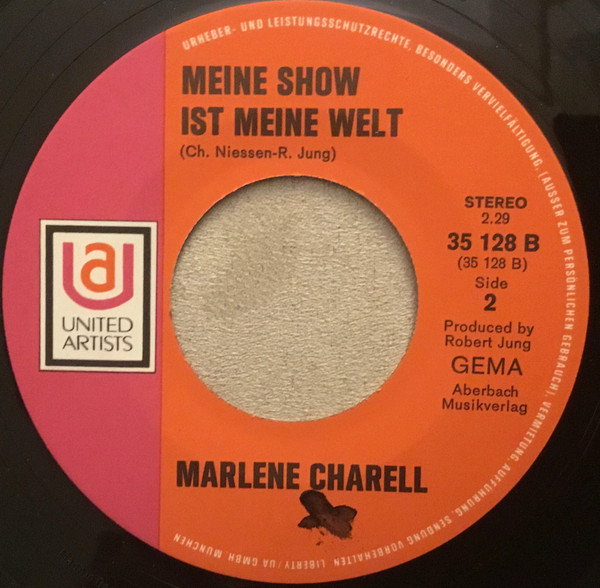 URHEBER- UND LEISTUNGSSCHUTZRECHTE, BESONDERS VERVIELFÄLTIGUNG, (AUSSER ZUM PERSÖNLICHEN GEBRAUCH), VERMIETUNG, AUFFÜHRUNG, SENDUNG VORBEHALTEN LIBERTY/UA GMBH MÜNCHEN
MEINE SHOW
IST MEINE WELT
(Ch. Niessen-R. Jung)
STEREO
2.29
35 128 B
(35 128 B)
Side
2
Produced by
Robert Jung
GEMA
Aberbach
Musikverlag
ua
UNITED
ARTISTS
MARLENE CHARELL